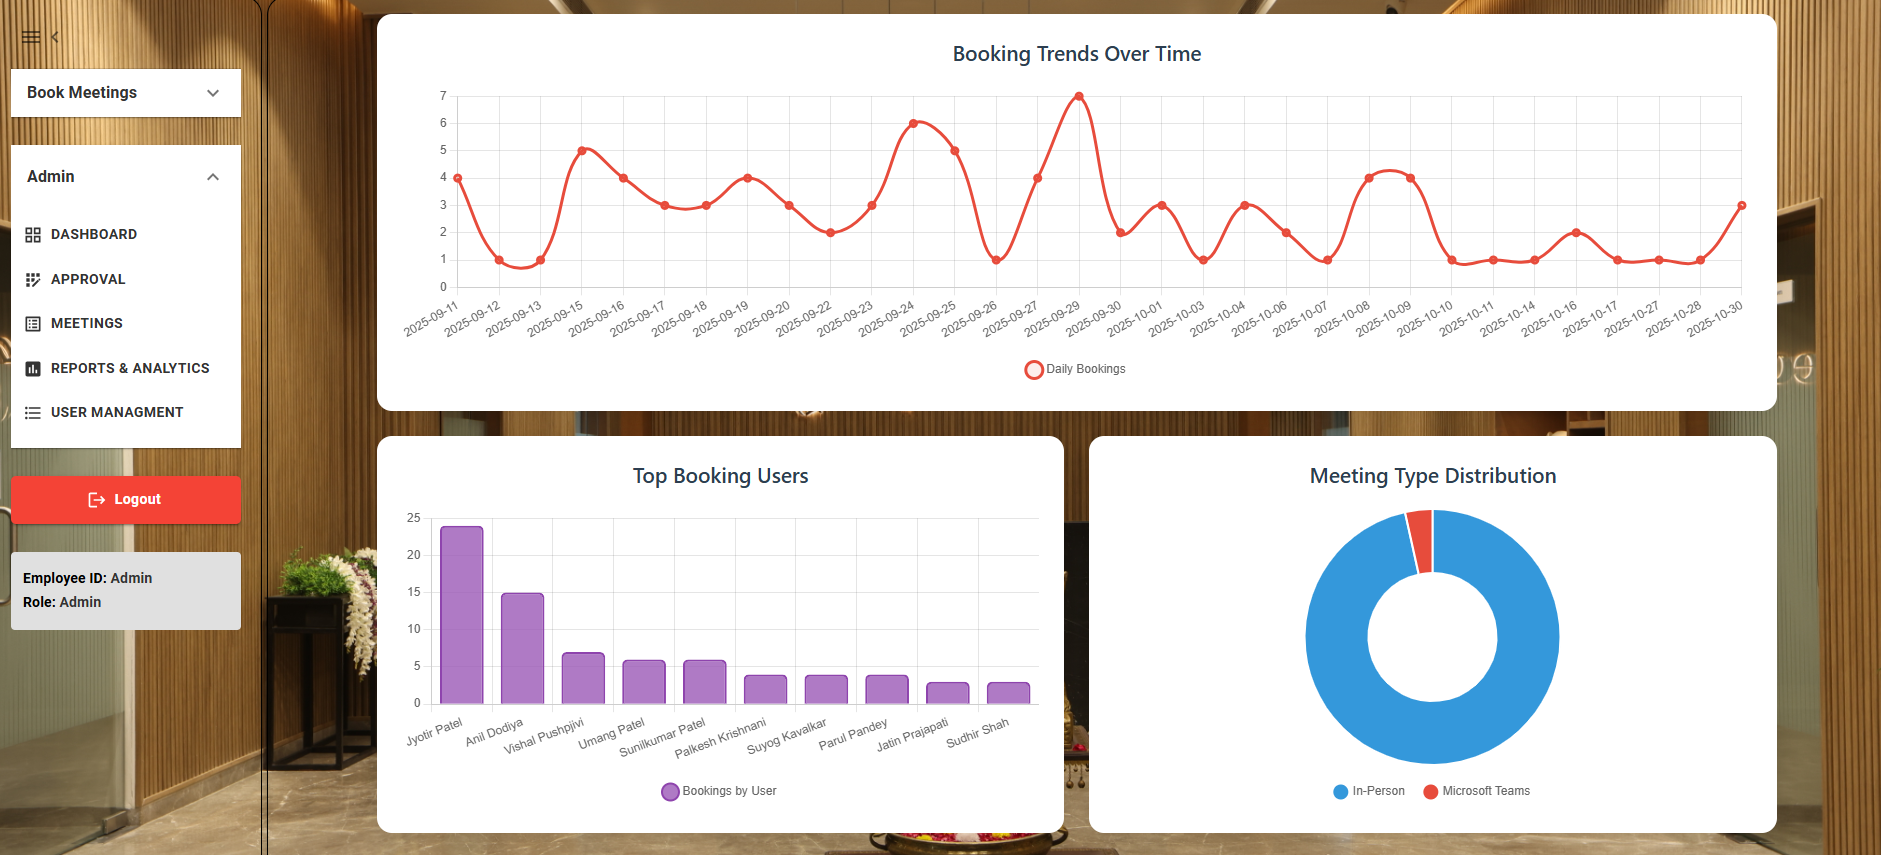 Book Meetings
Admin
DASHBOARD
APPROVAL
MEETINGS
REPORTS & ANALYTICS
USER MANAGMENT
Logout
Employee ID: Admin
Role: Admin
Booking Trends Over Time
7
6
5
4
3
2
1
0
2025-09-11
2025-09-12
2025-09-13
2025-09-15
2025-09-16
2025-09-17
2025-09-18
2025-09-19
2025-09-20
2025-09-22
2025-09-23
2025-09-24
2025-09-25
2025-09-26
2025-09-27
2025-09-29
2025-09-30
2025-10-01
2025-10-03
2025-10-04
2025-10-06
2025-10-07
2025-10-08
2025-10-09
2025-10-10
2025-10-11
2025-10-14
2025-10-16
2025-10-17
2025-10-27
2025-10-28
2025-10-30
Daily Bookings
Top Booking Users
25
20
15
10
5
0
Jyotir Patel
Anil Dodiya
Vishal Pushpjivi
Umang Patel
Sunilkumar Patel
Palkesh Krishnani
Suyog Kavalkar
Parul Pandey
Jatin Prajapati
Sudhir Shah
Bookings by User
Meeting Type Distribution
In-Person
Microsoft Teams